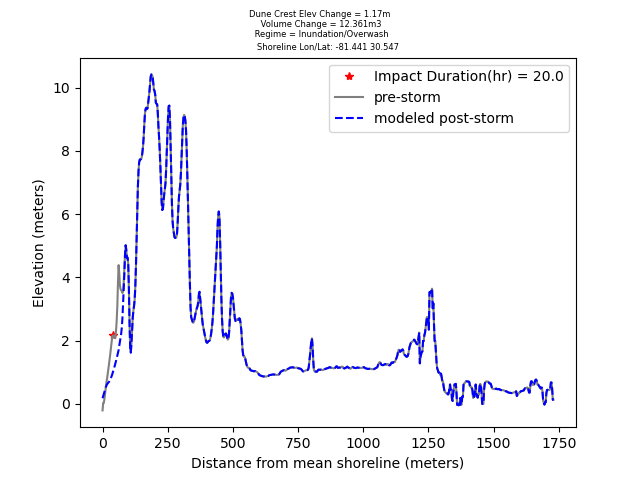 Dune Crest Elev Change = 1.17m
Volume Change = 12.361m3
Regime = Inundation/Overwash
Shoreline Lon/Lat: -81.441 30.547
Impact Duration(hr) = 20.0
pre-storm
modeled post-storm
Elevation (meters)
10
8
6
4
2
0
0 250 500 750 1000 1250 1500 1750
Distance from mean shoreline (meters)